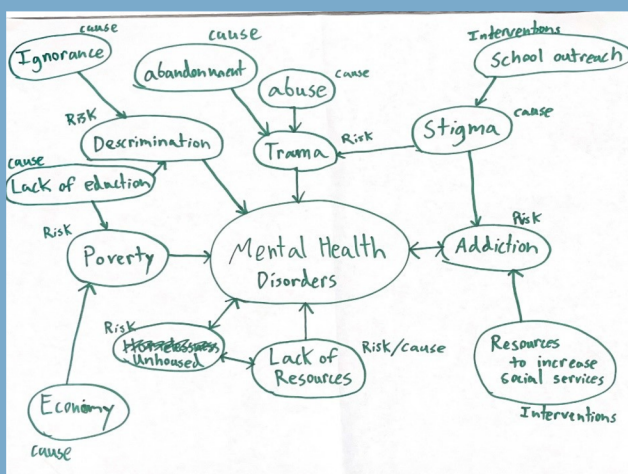 cause
Ignorance
cause
abandonment
abuse
cause
Interventions
School outreach
Risk
Descrimination
Trama
Risk
Stigma
cause
cause
Lack of eduction
Risk
Poverty
Mental Health
Disorders
Risk
Addiction
Risk
Unhoused
Lack of
Resources
Risk/cause
Resources
to increase
social services
Interventions
Economy
cause